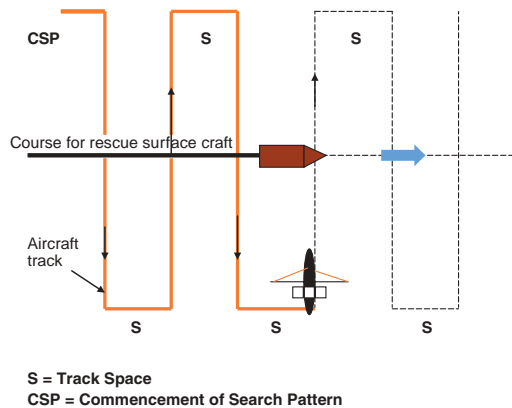 CSP
S
S
Course for rescue surface craft
Aircraft
track
S
S
S
S = Track Space
CSP = Commencement of Search Pattern